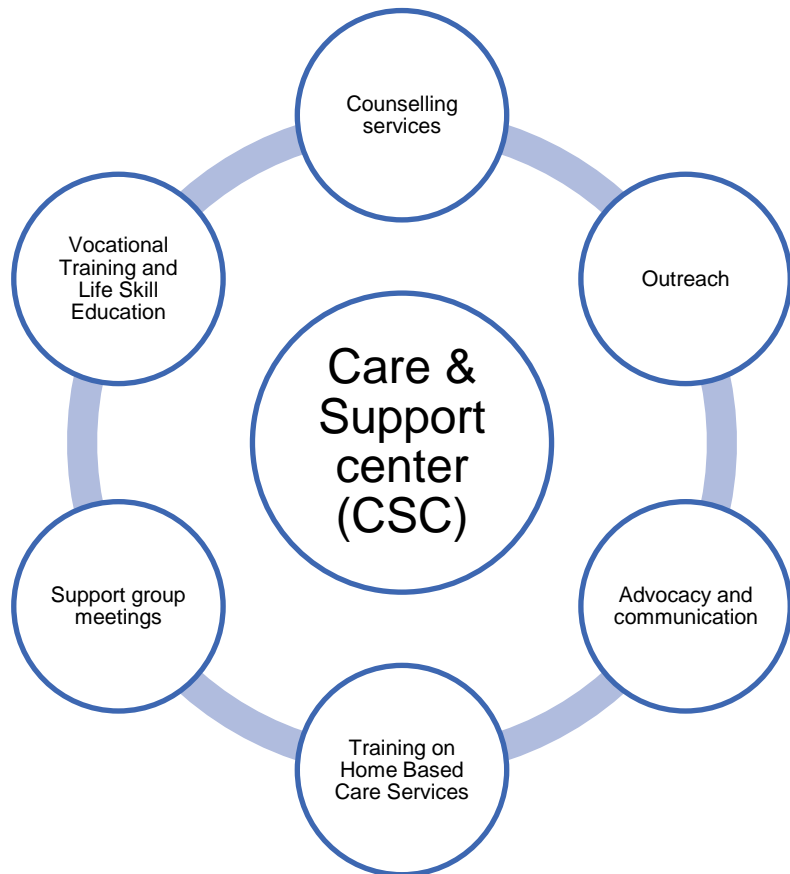 Counselling
services
Outreach
Advocacy and
communication
Training on
Home Based
Care Services
Support group
meetings
Vocational
Training and
Life Skill
Education
Care &
Support
center
(CSC)